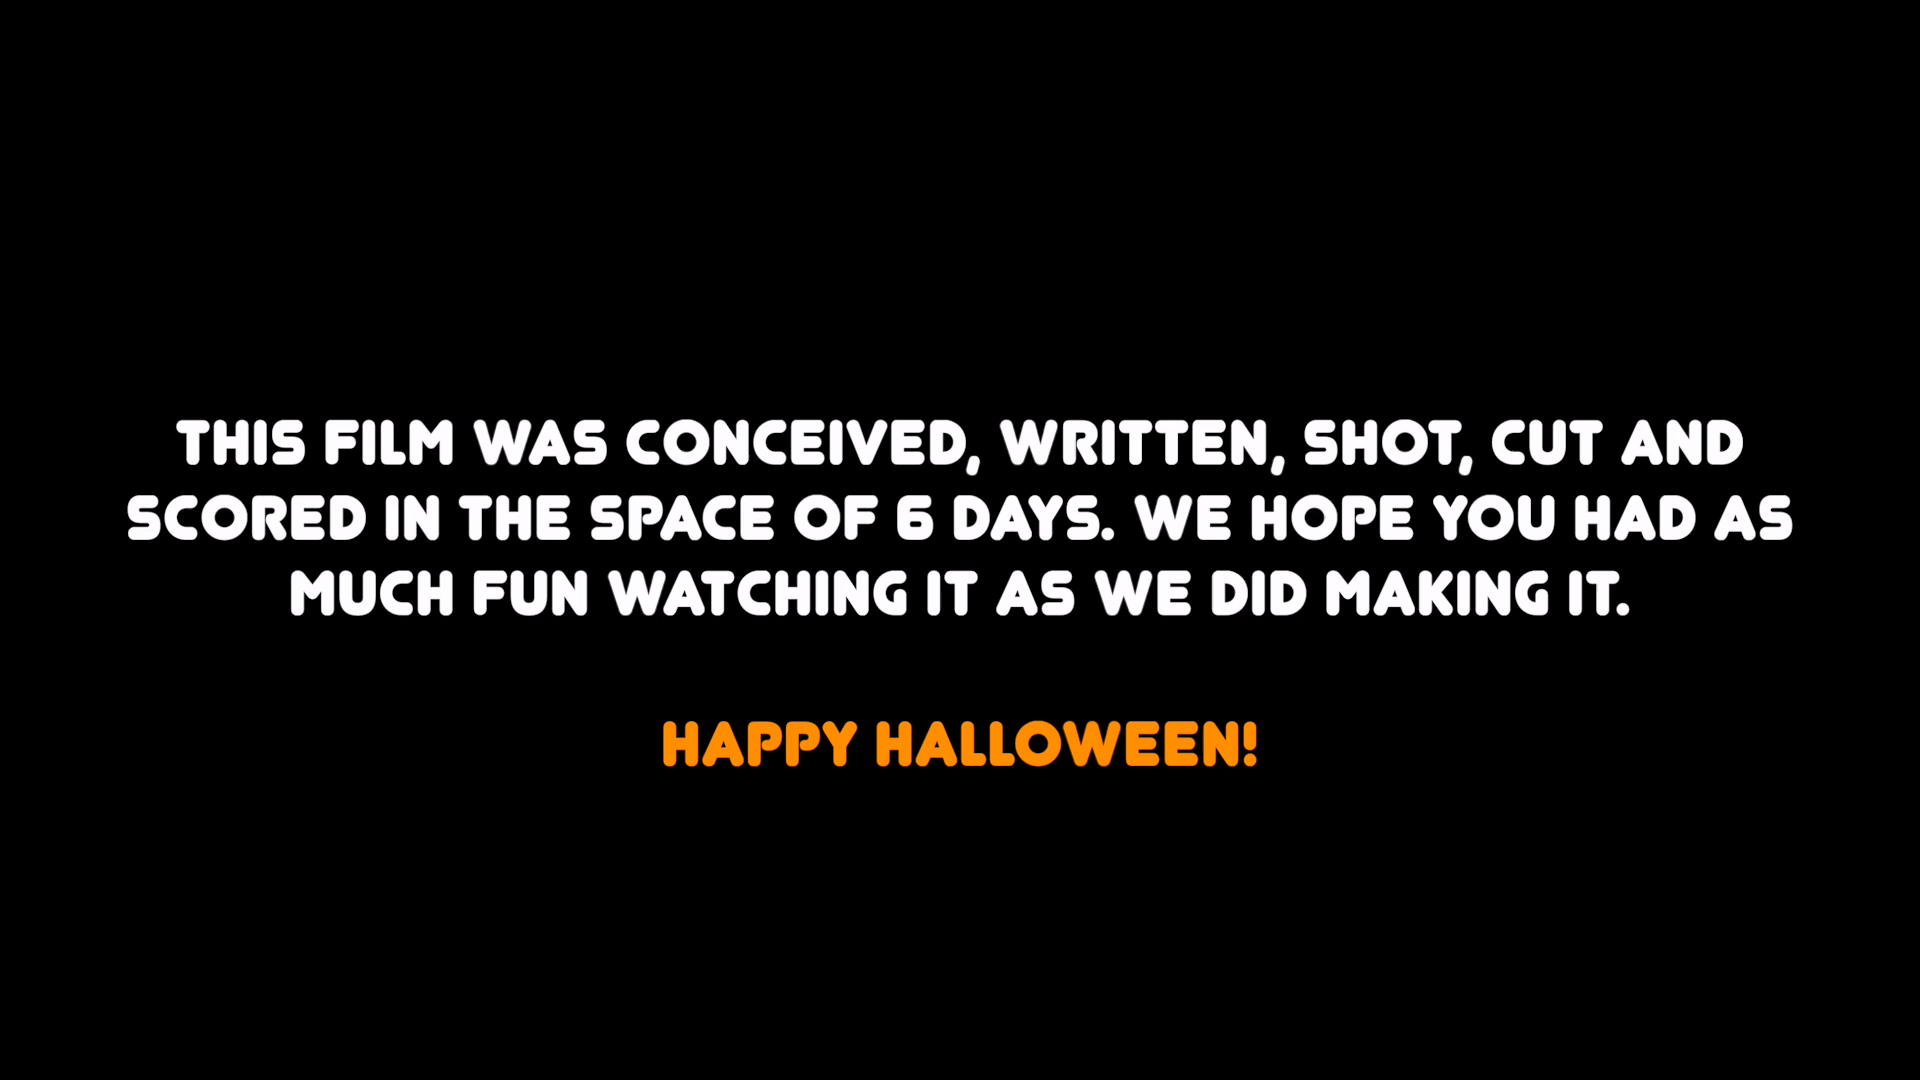 THIS FILM WAS CONCEIVED, WRITTEN, SHOT, CUT AND
SCORED IN THE SPACE OF 6 DAYS. WE HOPE YOU HAD AS
MUCH FUN WATCHING IT AS WE DID MAKING IT.
HAPPY HALLOWEEN!